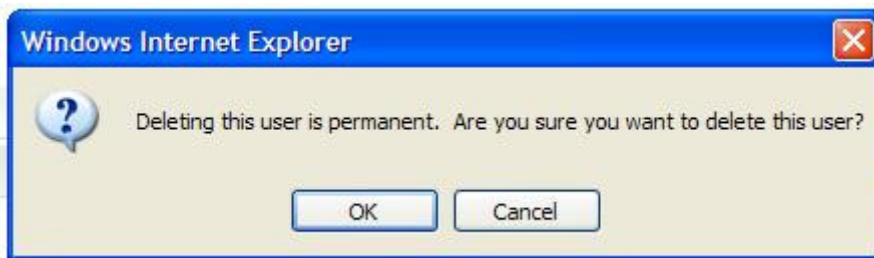 Windows Internet Explorer
Deleting this user is permanent.  Are you sure you want to delete this user?
OK
Cancel